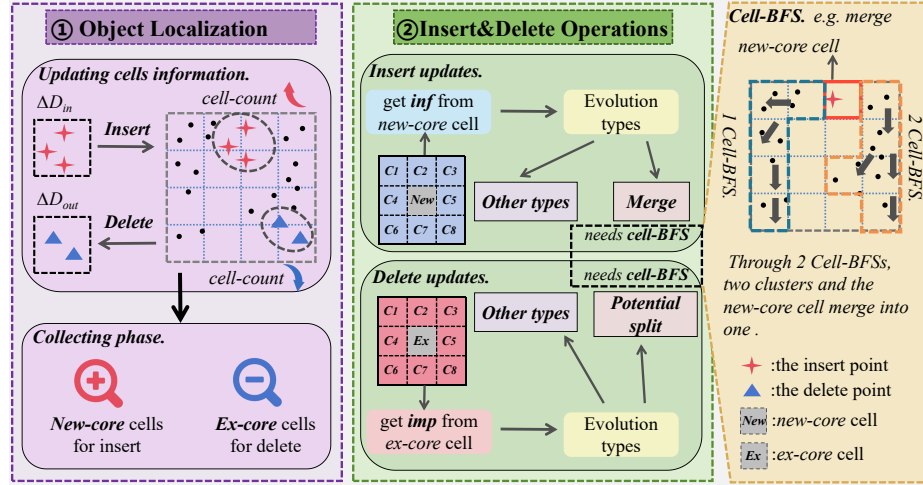 ① Object Localization
Updating cells information.
ΔD_in
Insert
cell-count
ΔD_out
Delete
cell-count
Collecting phase.
New-core cells
for insert
Ex-core cells
for delete
②Insert&Delete Operations
Insert updates.
get inf from
new-core cell
Evolution
types
C1 C2 C3
C4 New C5
C6 C7 C8
Other types
Merge
needs cell-BFS
Delete updates.
needs cell-BFS
C1 C2 C3
C4 Ex C5
C6 C7 C8
Other types
Potential
split
get imp from
ex-core cell
Evolution
types
Cell-BFS. e.g. merge
new-core cell
1 Cell-BFS.
2 Cell-BFS.
Through 2 Cell-BFSs,
two clusters and the
new-core cell merge into
one .
:the insert point
:the delete point
New :new-core cell
Ex :ex-core cell